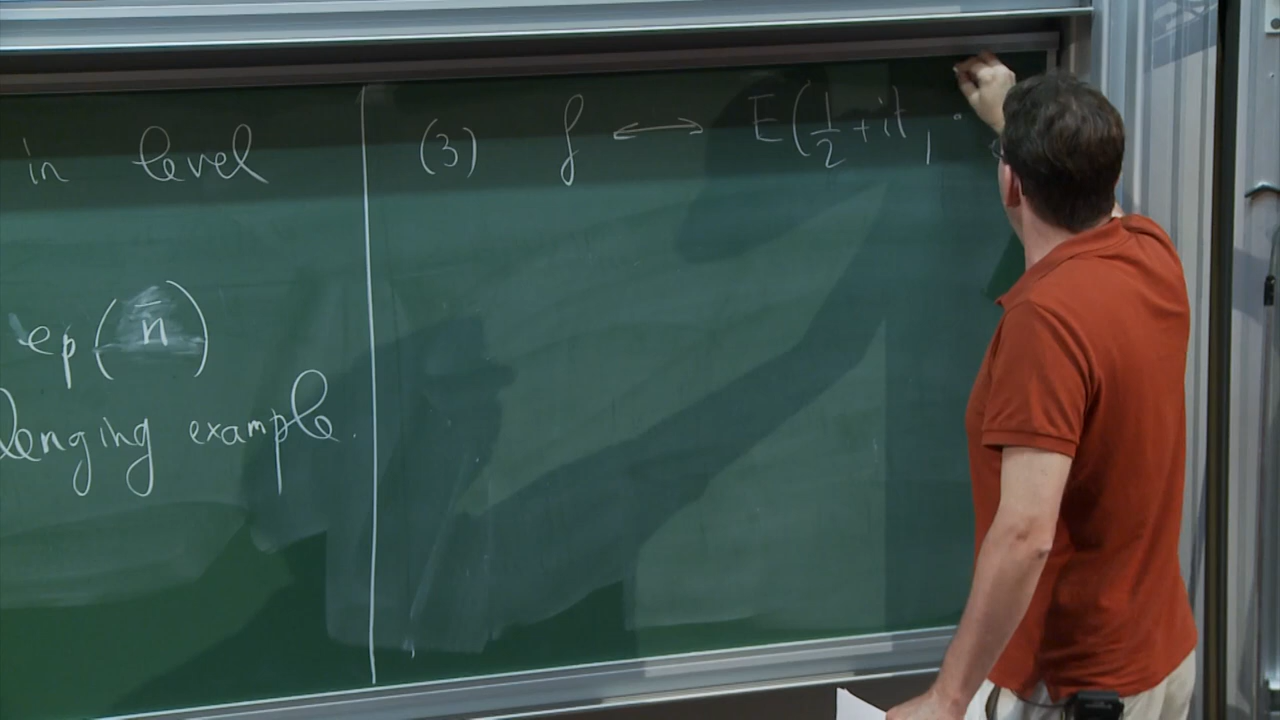 in level
ep(n̄)
lenging example.
(3) f ⟷ E(1/2 + it, ·